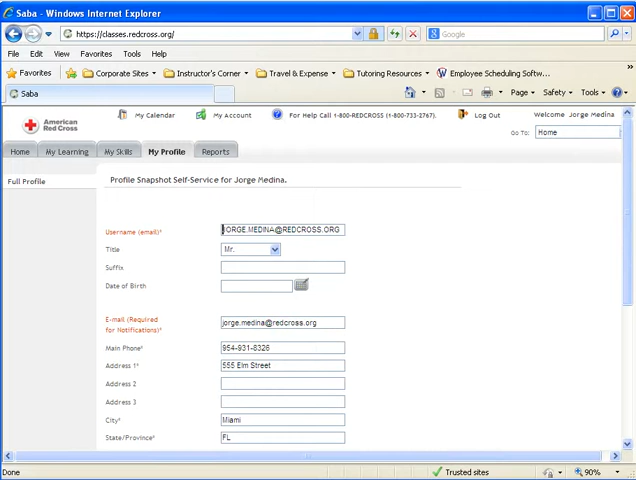 Saba - Windows Internet Explorer
https://classes.redcross.org/
Google
File Edit View Favorites Tools Help
Favorites Corporate Sites Instructor's Corner Travel & Expense Tutoring Resources Employee Scheduling Softw...
Saba Page Safety Tools
American Red Cross
My Calendar My Account For Help Call 1-800-REDCROSS (1-800-733-2767). Log Out Welcome Jorge Medina
Go To: Home
Home My Learning My Skills My Profile Reports
Full Profile
Profile Snapshot Self-Service for Jorge Medina.
Username (email)* JORGE.MEDINA@REDCROSS.ORG
Title Mr.
Suffix
Date of Birth
E-mail (Required for Notifications)* jorge.medina@redcross.org
Main Phone* 954-931-8326
Address 1* 555 Elm Street
Address 2
Address 3
City* Miami
State/Province* FL
Done Trusted sites 90%